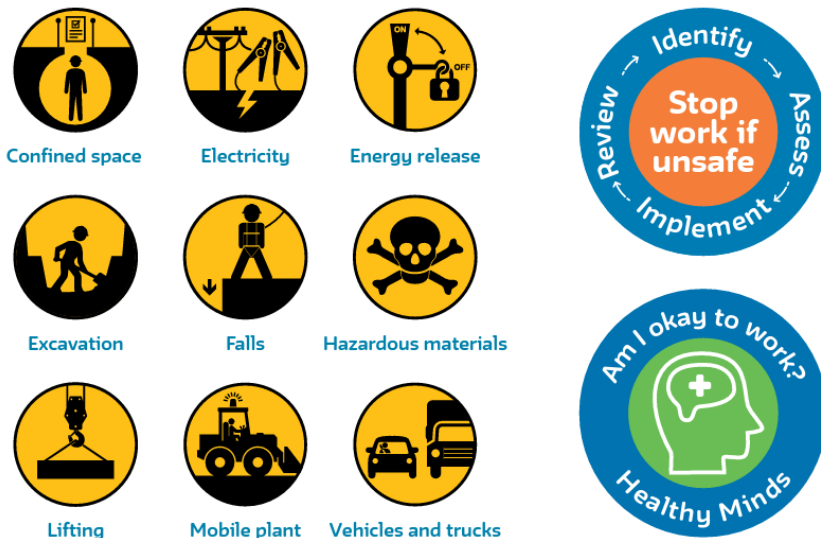 ON
OFF
Confined space
Electricity
Energy release
Excavation
Falls
Hazardous materials
Lifting
Mobile plant
Vehicles and trucks
Identify
Assess
Implement
Review
Stop
work if
unsafe
Am I okay to work?
Healthy Minds